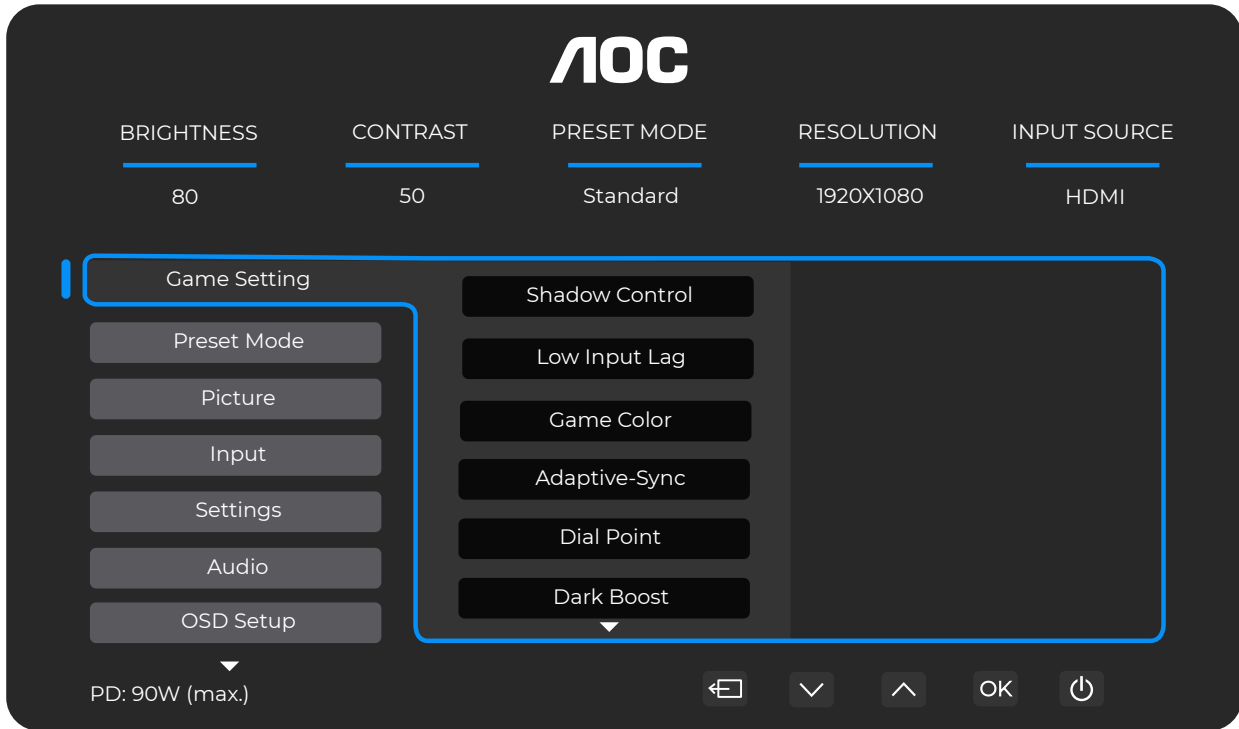 AOC
BRIGHTNESS CONTRAST PRESET MODE RESOLUTION INPUT SOURCE
80 50 Standard 1920X1080 HDMI
Game Setting
Preset Mode
Picture
Input
Settings
Audio
OSD Setup
Shadow Control
Low Input Lag
Game Color
Adaptive-Sync
Dial Point
Dark Boost
PD: 90W (max.)
OK